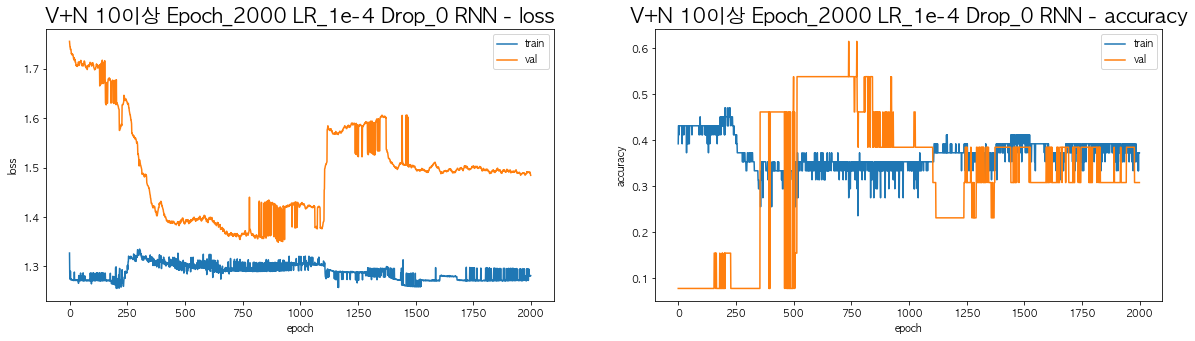 V+N 10이상 Epoch_2000 LR_1e-4 Drop_0 RNN - loss
train
val
1.7
1.6
1.5
1.4
1.3
loss
0
250
500
750
1000
1250
1500
1750
2000
epoch
V+N 10이상 Epoch_2000 LR_1e-4 Drop_0 RNN - accuracy
train
val
0.6
0.5
0.4
0.3
0.2
0.1
accuracy
0
250
500
750
1000
1250
1500
1750
2000
epoch